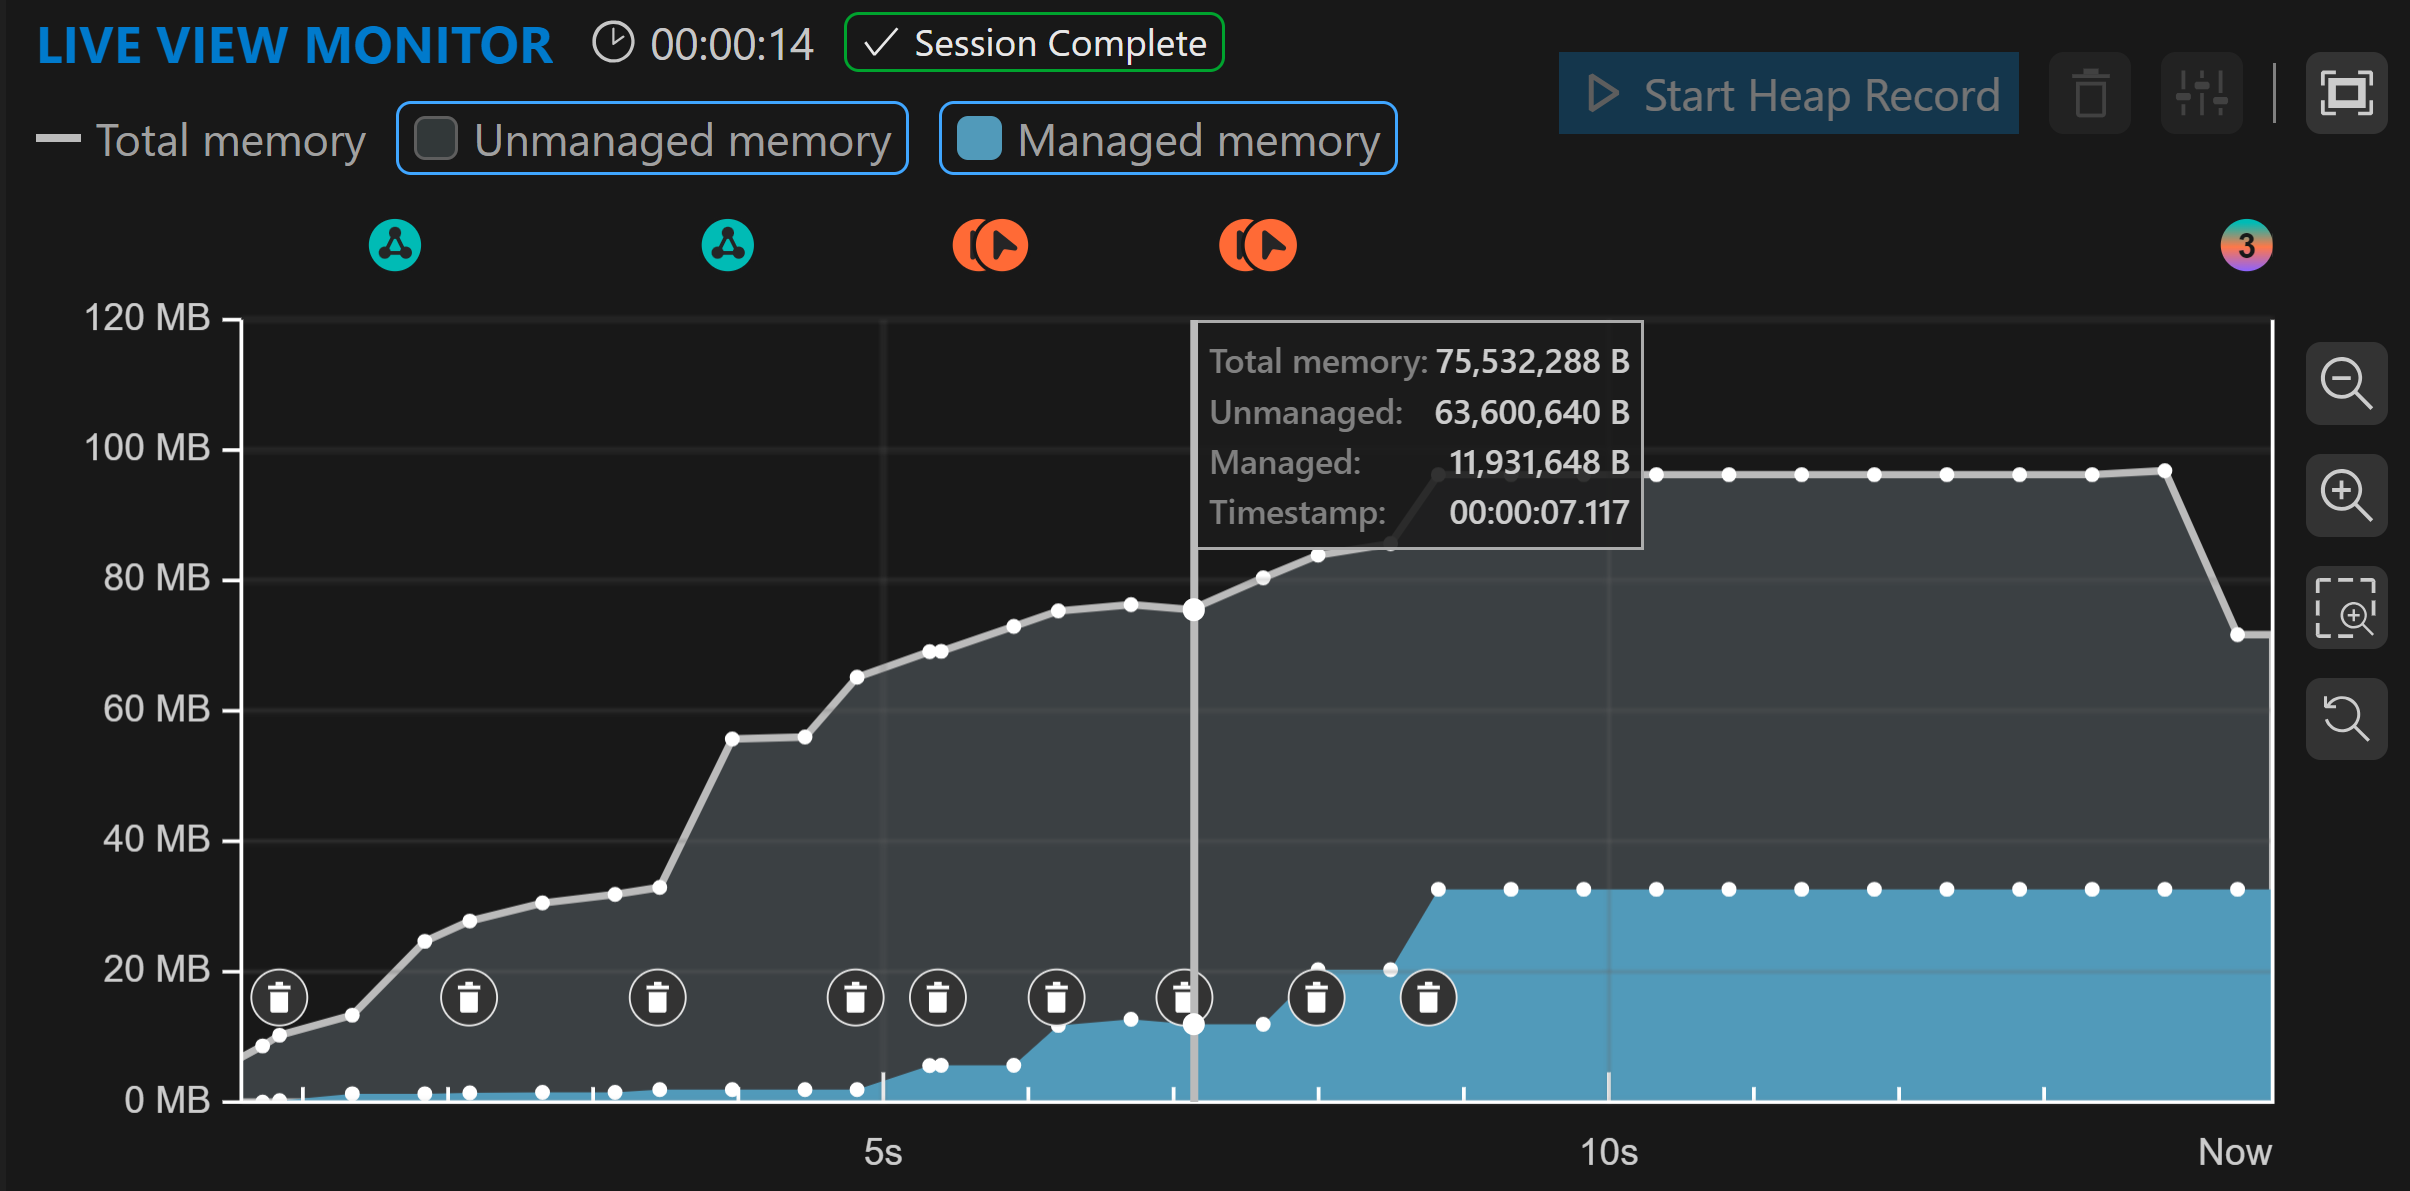 LIVE VIEW MONITOR 00:00:14 Session Complete
Start Heap Record
Total memory Unmanaged memory Managed memory
3
120 MB
100 MB
80 MB
60 MB
40 MB
20 MB
0 MB
Total memory: 75,532,288 B
Unmanaged: 63,600,640 B
Managed: 11,931,648 B
Timestamp: 00:00:07.117
5s 10s Now